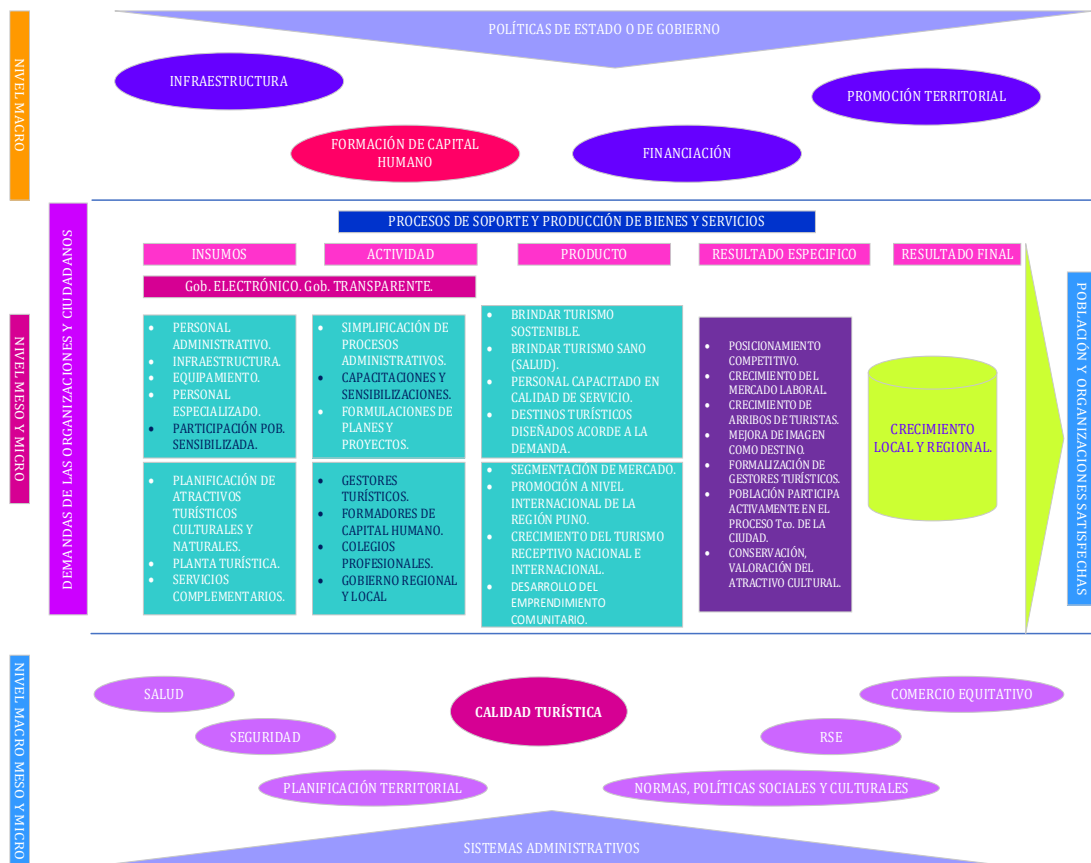 POLÍTICAS DE ESTADO O DE GOBIERNO
NIVEL MACRO
INFRAESTRUCTURA
PROMOCIÓN TERRITORIAL
FORMACIÓN DE CAPITAL
HUMANO
FINANCIACIÓN
DEMANDAS DE LAS ORGANIZACIONES Y CIUDADANOS
PROCESOS DE SOPORTE Y PRODUCCIÓN DE BIENES Y SERVICIOS
INSUMOS
ACTIVIDAD
PRODUCTO
RESULTADO ESPECIFICO
RESULTADO FINAL
Gob. ELECTRÓNICO. Gob. TRANSPARENTE.
NIVEL MESO Y MICRO
• PERSONAL
ADMINISTRATIVO.
• INFRAESTRUCTURA.
• EQUIPAMIENTO.
• PERSONAL
ESPECIALIZADO.
• PARTICIPACIÓN POB.
SENSIBILIZADA.
• PLANIFICACIÓN DE
ATRACTIVOS
TURÍSTICOS
CULTURALES Y
NATURALES.
• PLANTA TURÍSTICA.
• SERVICIOS
COMPLEMENTARIOS.
• SIMPLIFICACIÓN DE
PROCESOS
ADMINISTRATIVOS.
• CAPACITACIONES Y
SENSIBILIZACIONES.
• FORMULACIONES DE
PLANES Y
PROYECTOS.
• GESTORES
TURÍSTICOS.
• FORMADORES DE
CAPITAL HUMANO.
• COLEGIOS
PROFESIONALES.
• GOBIERNO REGIONAL
Y LOCAL
• BRINDAR TURISMO
SOSTENIBLE.
• BRINDAR TURISMO SANO
(SALUD).
• PERSONAL CAPACITADO EN
CALIDAD DE SERVICIO.
• DESTINOS TURÍSTICOS
DISEÑADOS ACORDE A LA
DEMANDA.
• SEGMENTACIÓN DE MERCADO.
• PROMOCIÓN A NIVEL
INTERNACIONAL DE LA
REGIÓN PUNO.
• CRECIMIENTO DEL TURISMO
RECEPTIVO NACIONAL E
INTERNACIONAL.
• DESARROLLO DEL
EMPRENDIMIENTO
COMUNITARIO.
• POSICIONAMIENTO
COMPETITIVO.
• CRECIMIENTO DEL
MERCADO LABORAL.
• CRECIMIENTO DE
ARRIBOS DE TURISTAS.
• MEJORA DE IMAGEN
COMO DESTINO.
• FORMALIZACIÓN DE
GESTORES TURÍSTICOS.
• POBLACIÓN PARTICIPA
ACTIVAMENTE EN EL
PROCESO Tco. DE LA
CIUDAD.
• CONSERVACIÓN,
VALORACIÓN DEL
ATRACTIVO CULTURAL.
CRECIMIENTO
LOCAL Y REGIONAL.
POBLACIÓN Y ORGANIZACIONES SATISFECHAS
NIVEL MACRO MESO Y MICRO
SALUD
CALIDAD TURÍSTICA
COMERCIO EQUITATIVO
SEGURIDAD
RSE
PLANIFICACIÓN TERRITORIAL
NORMAS, POLÍTICAS SOCIALES Y CULTURALES
SISTEMAS ADMINISTRATIVOS